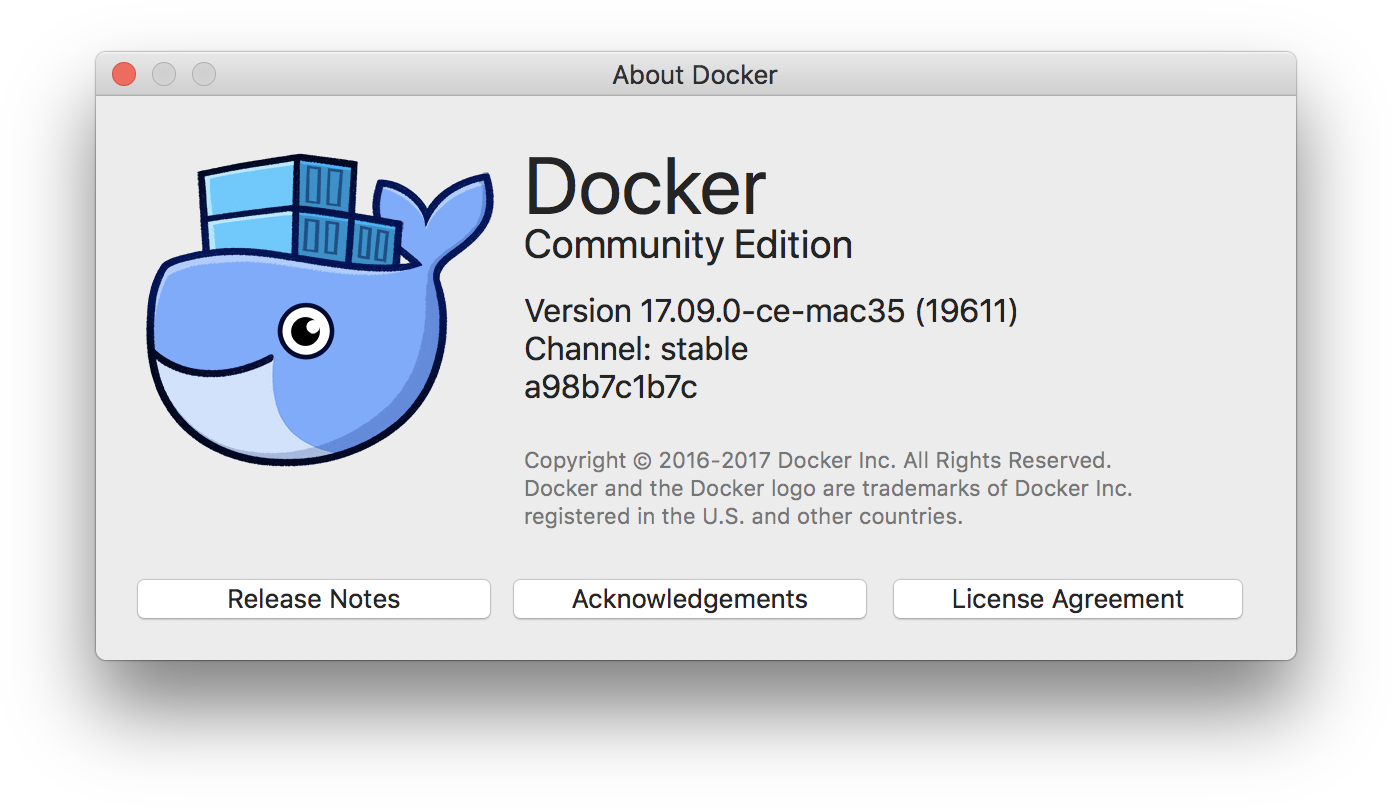 About Docker
Docker
Community Edition
Version 17.09.0-ce-mac35 (19611)
Channel: stable
a98b7c1b7c
Copyright © 2016-2017 Docker Inc. All Rights Reserved.
Docker and the Docker logo are trademarks of Docker Inc.
registered in the U.S. and other countries.
Release Notes
Acknowledgements
License Agreement